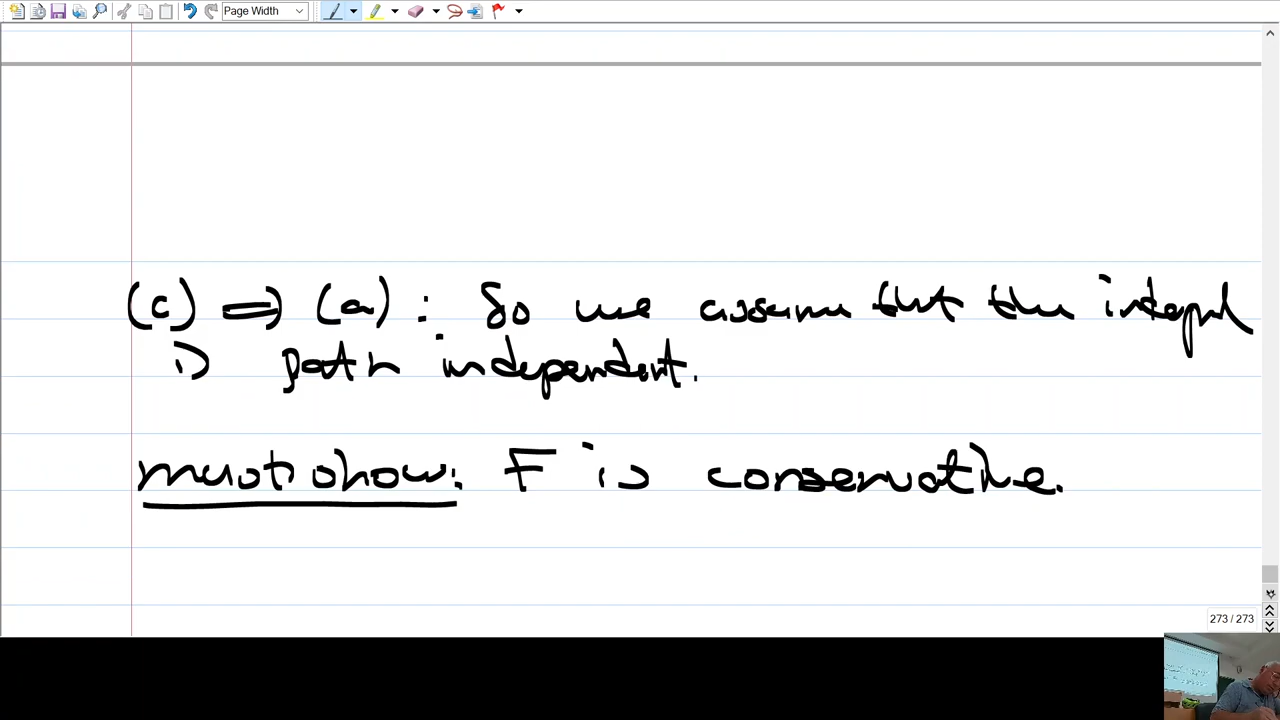 Page Width
(c) ⟹ (a) : So we assume that the integral
is path independent.
must show: F is conservative.
273 / 273